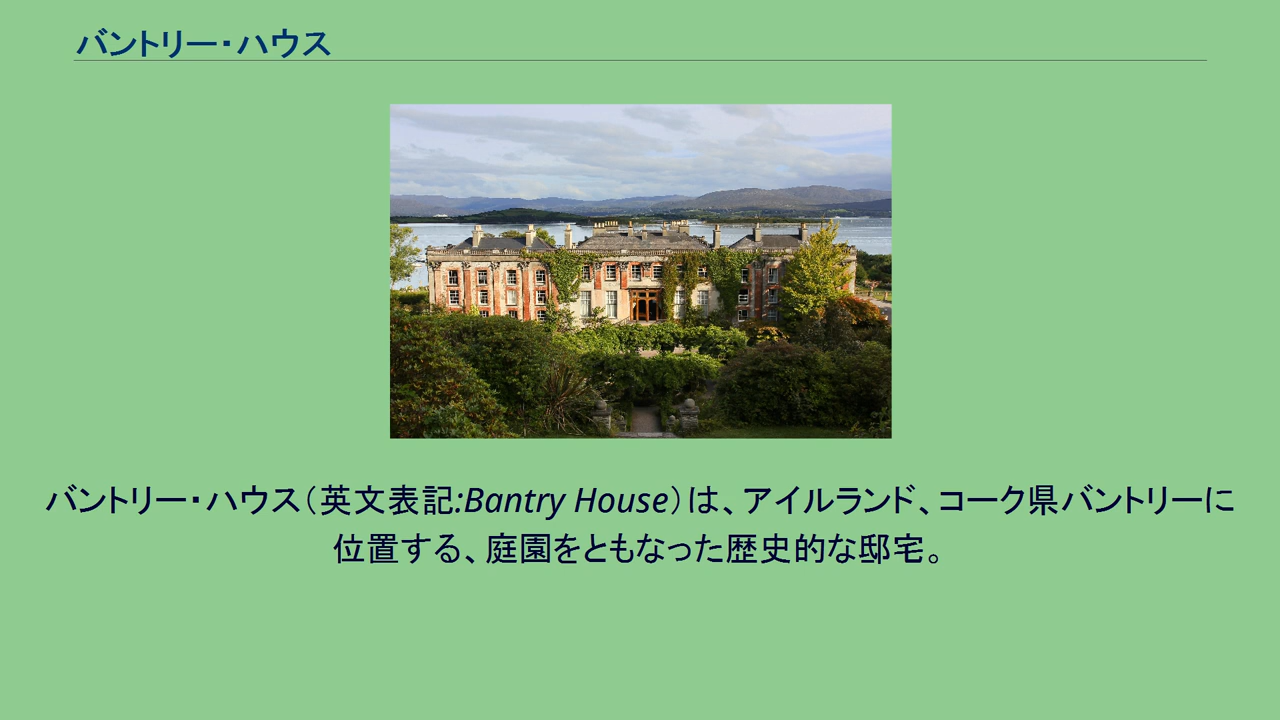 バントリー・ハウス
バントリー・ハウス（英文表記:Bantry House）は、アイルランド、コーク県バントリーに
位置する、庭園をともなった歴史的な邸宅。